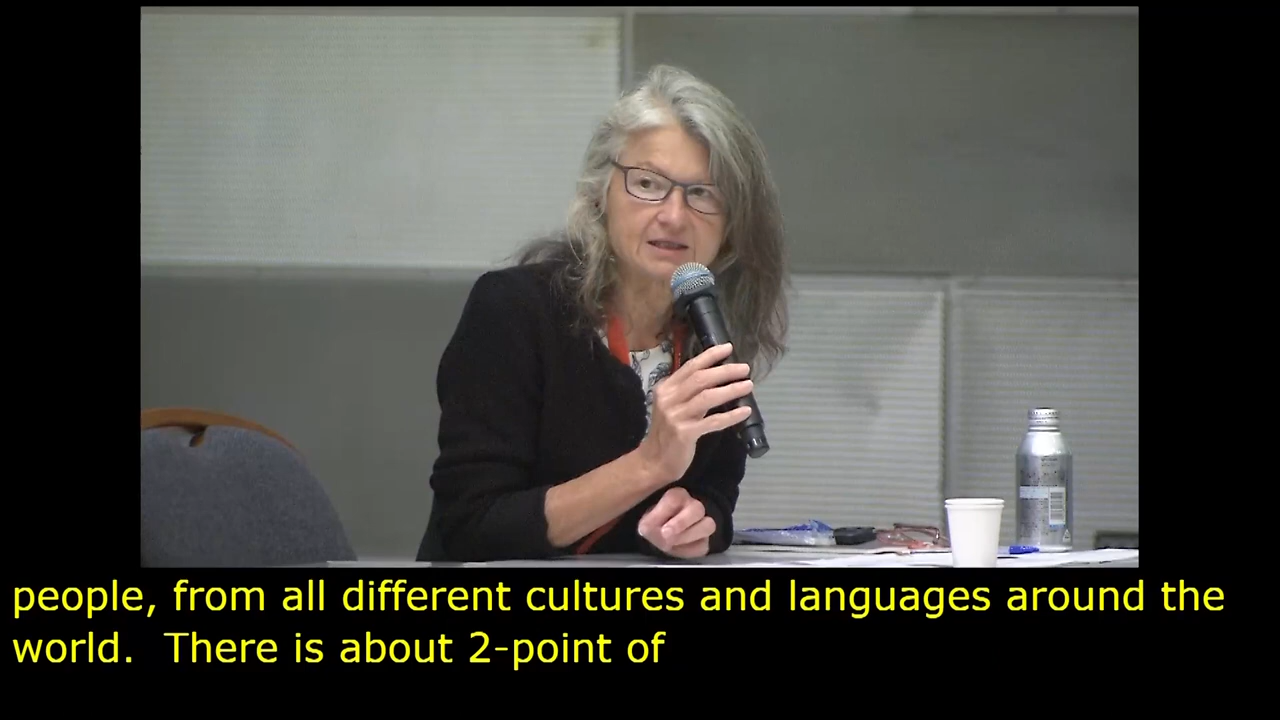 people, from all different cultures and languages around the
world.  There is about 2-point of